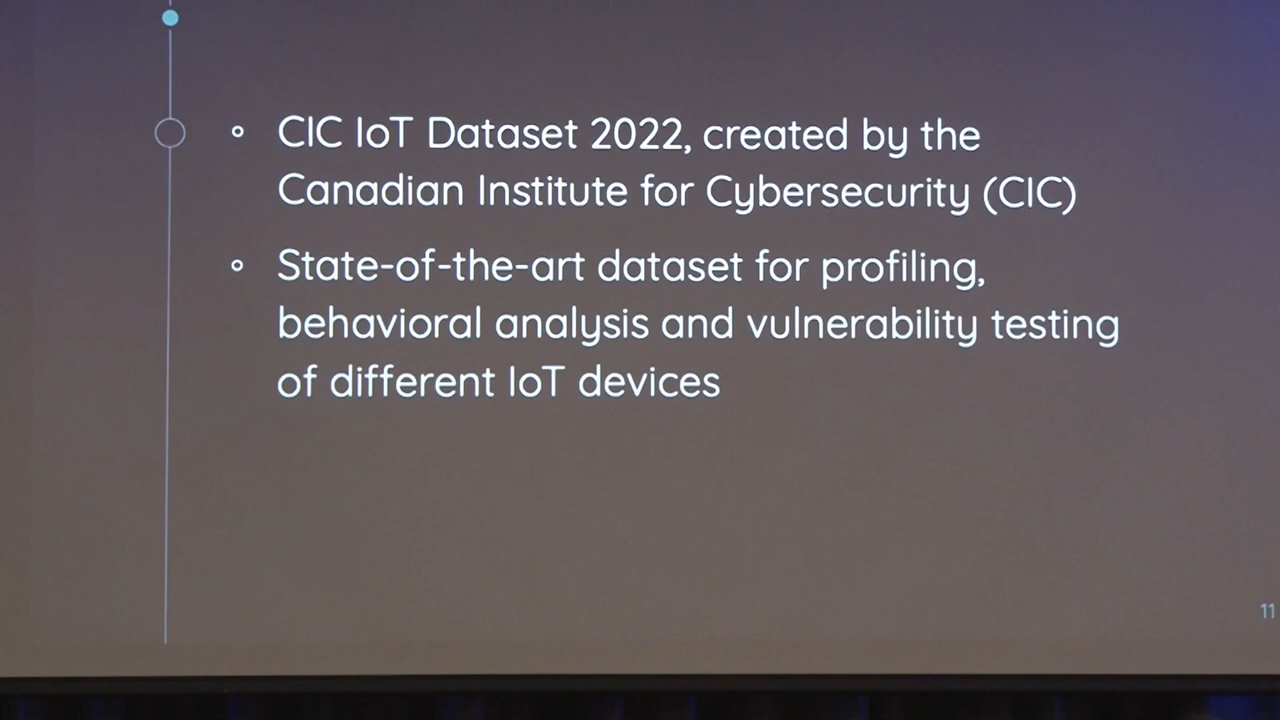 CIC IoT Dataset 2022, created by the
Canadian Institute for Cybersecurity (CIC)
State-of-the-art dataset for profiling,
behavioral analysis and vulnerability testing
of different IoT devices
11